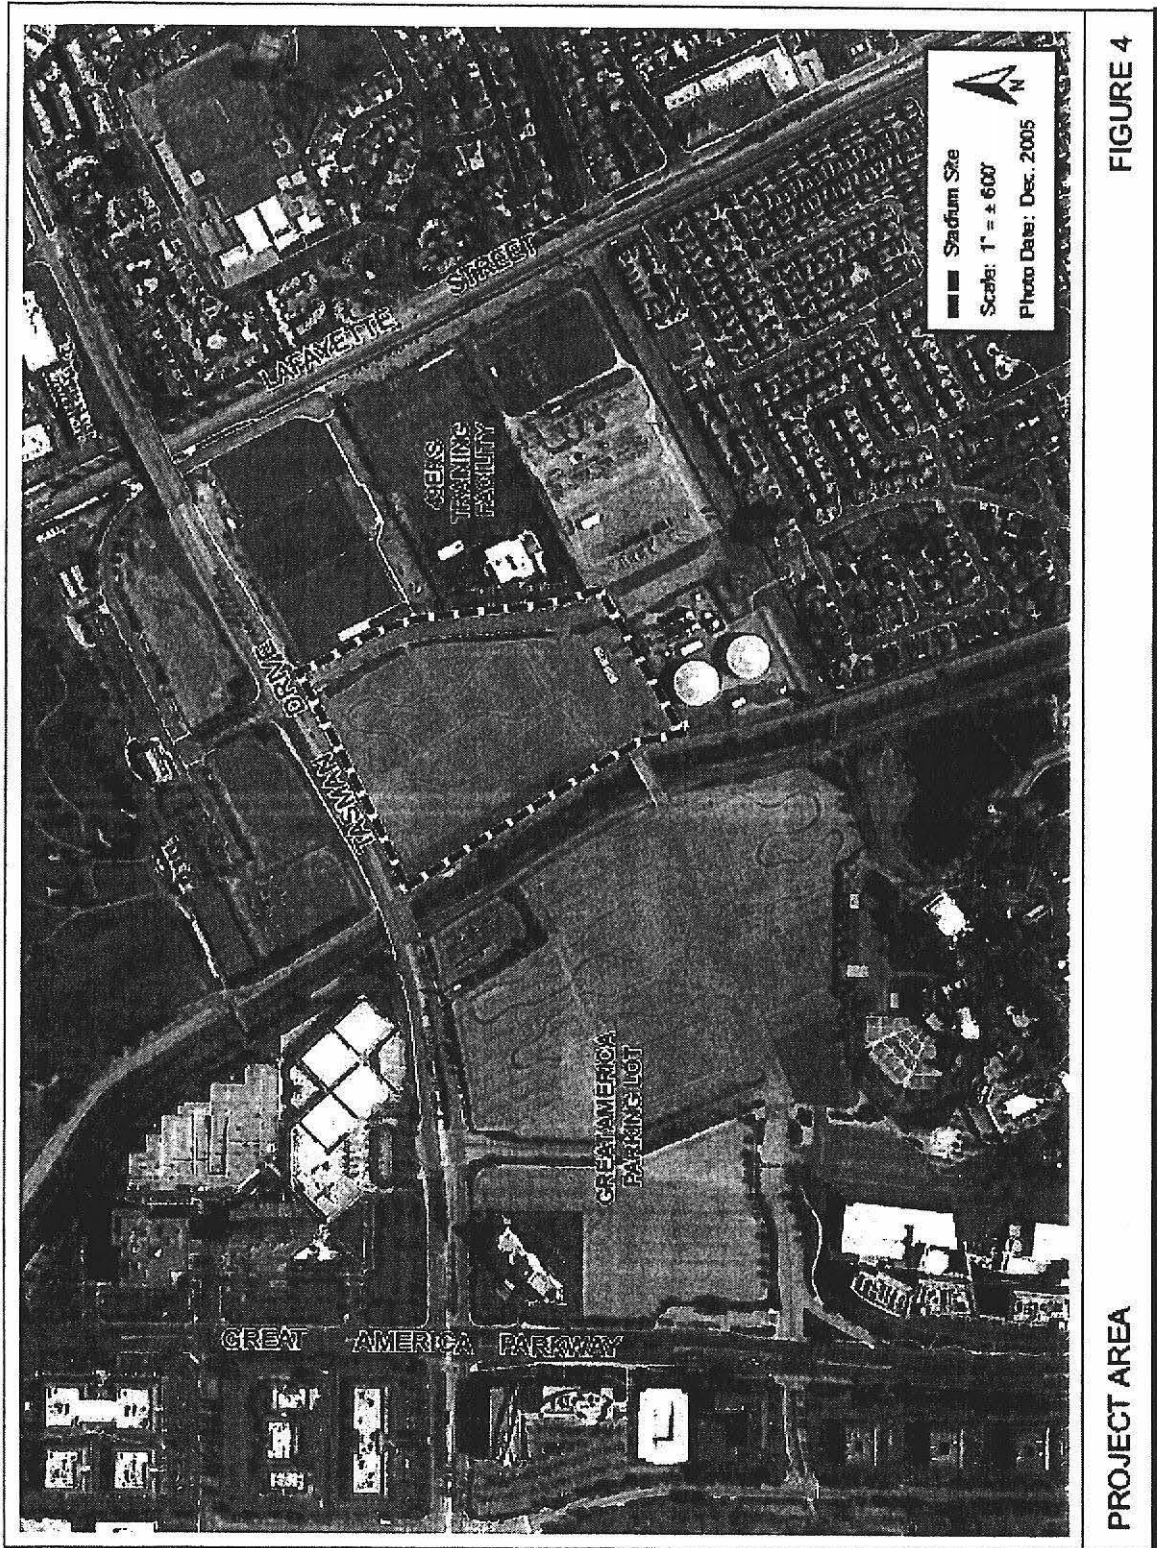 TASMAN DRIVE
LAFAYETTE STREET
49ERS
TRAINING
FACILITY
GREAT AMERICA
PARKING LOT
GREAT AMERICA PARKWAY
Stadium Site
Scale: 1" = ± 600'
Photo Date: Dec. 2005
N
PROJECT AREA
FIGURE 4